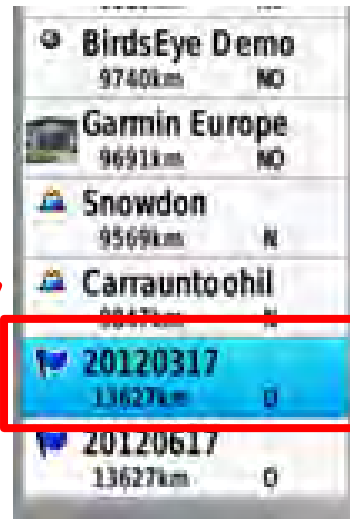 BirdsEye Demo
9740km NO
Garmin Europe
9691km NO
Snowdon
9569km N
Carrauntoohil
N
20120317
13627km O
20120617
13627km O